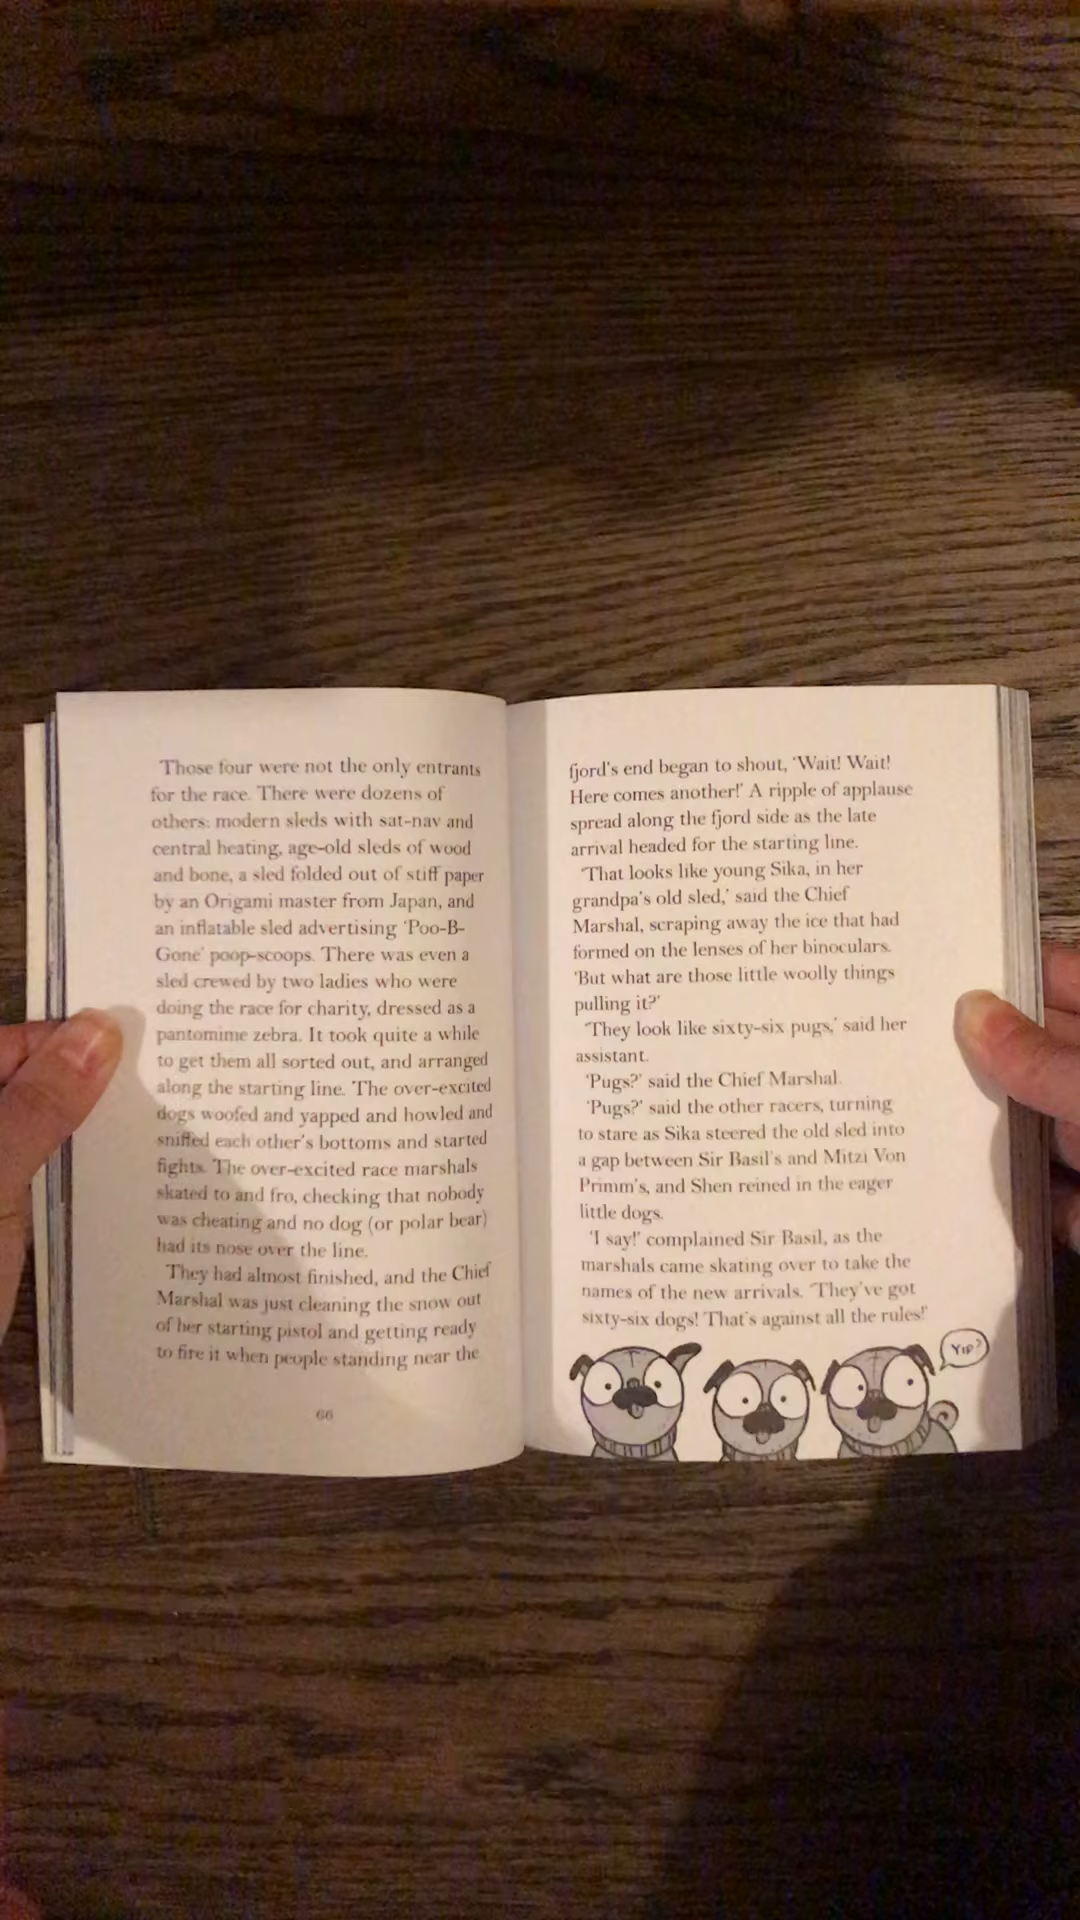 Those four were not the only entrants
for the race. There were dozens of
others: modern sleds with sat-nav and
central heating, age-old sleds of wood
and bone, a sled folded out of stiff paper
by an Origami master from Japan, and
an inflatable sled advertising ‘Poo-B-
Gone’ poop-scoops. There was even a
sled crewed by two ladies who were
doing the race for charity, dressed as a
pantomime zebra. It took quite a while
to get them all sorted out, and arranged
along the starting line. The over-excited
dogs woofed and yapped and howled and
sniffed each other’s bottoms and started
fights. The over-excited race marshals
skated to and fro, checking that nobody
was cheating and no dog (or polar bear)
had its nose over the line.
They had almost finished, and the Chief
Marshal was just cleaning the snow out
of her starting pistol and getting ready
to fire it when people standing near the
66
fjord’s end began to shout, ‘Wait! Wait!
Here comes another!’ A ripple of applause
spread along the fjord side as the late
arrival headed for the starting line.
‘That looks like young Sika, in her
grandpa’s old sled,’ said the Chief
Marshal, scraping away the ice that had
formed on the lenses of her binoculars.
‘But what are those little woolly things
pulling it?’
‘They look like sixty-six pugs,’ said her
assistant.
‘Pugs?’ said the Chief Marshal.
‘Pugs?’ said the other racers, turning
to stare as Sika steered the old sled into
a gap between Sir Basil’s and Mitzi Von
Primm’s, and Shen reined in the eager
little dogs.
‘I say!’ complained Sir Basil, as the
marshals came skating over to take the
names of the new arrivals. ‘They’ve got
sixty-six dogs! That’s against all the rules!’
YIP?